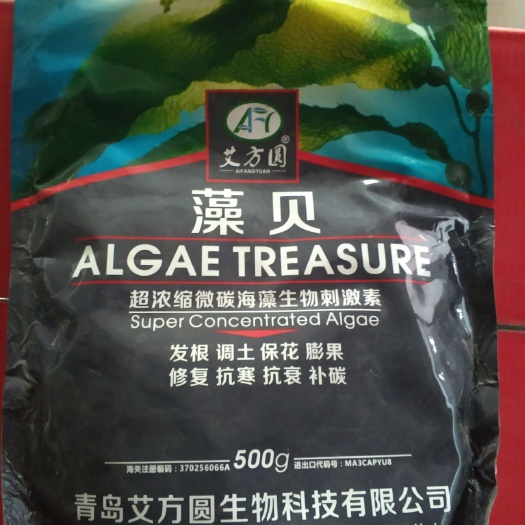 AFY
艾方圆®
AIFANGYUAN
藻贝
ALGAE TREASURE
超浓缩微碳海藻生物刺激素
Super Concentrated Algae
发根 调土 保花 膨果
修复 抗寒 抗衰 补碳
海关注册编码：370256066A 500g 进出口代码号：MA3CAPYU8
青岛艾方圆生物科技有限公司